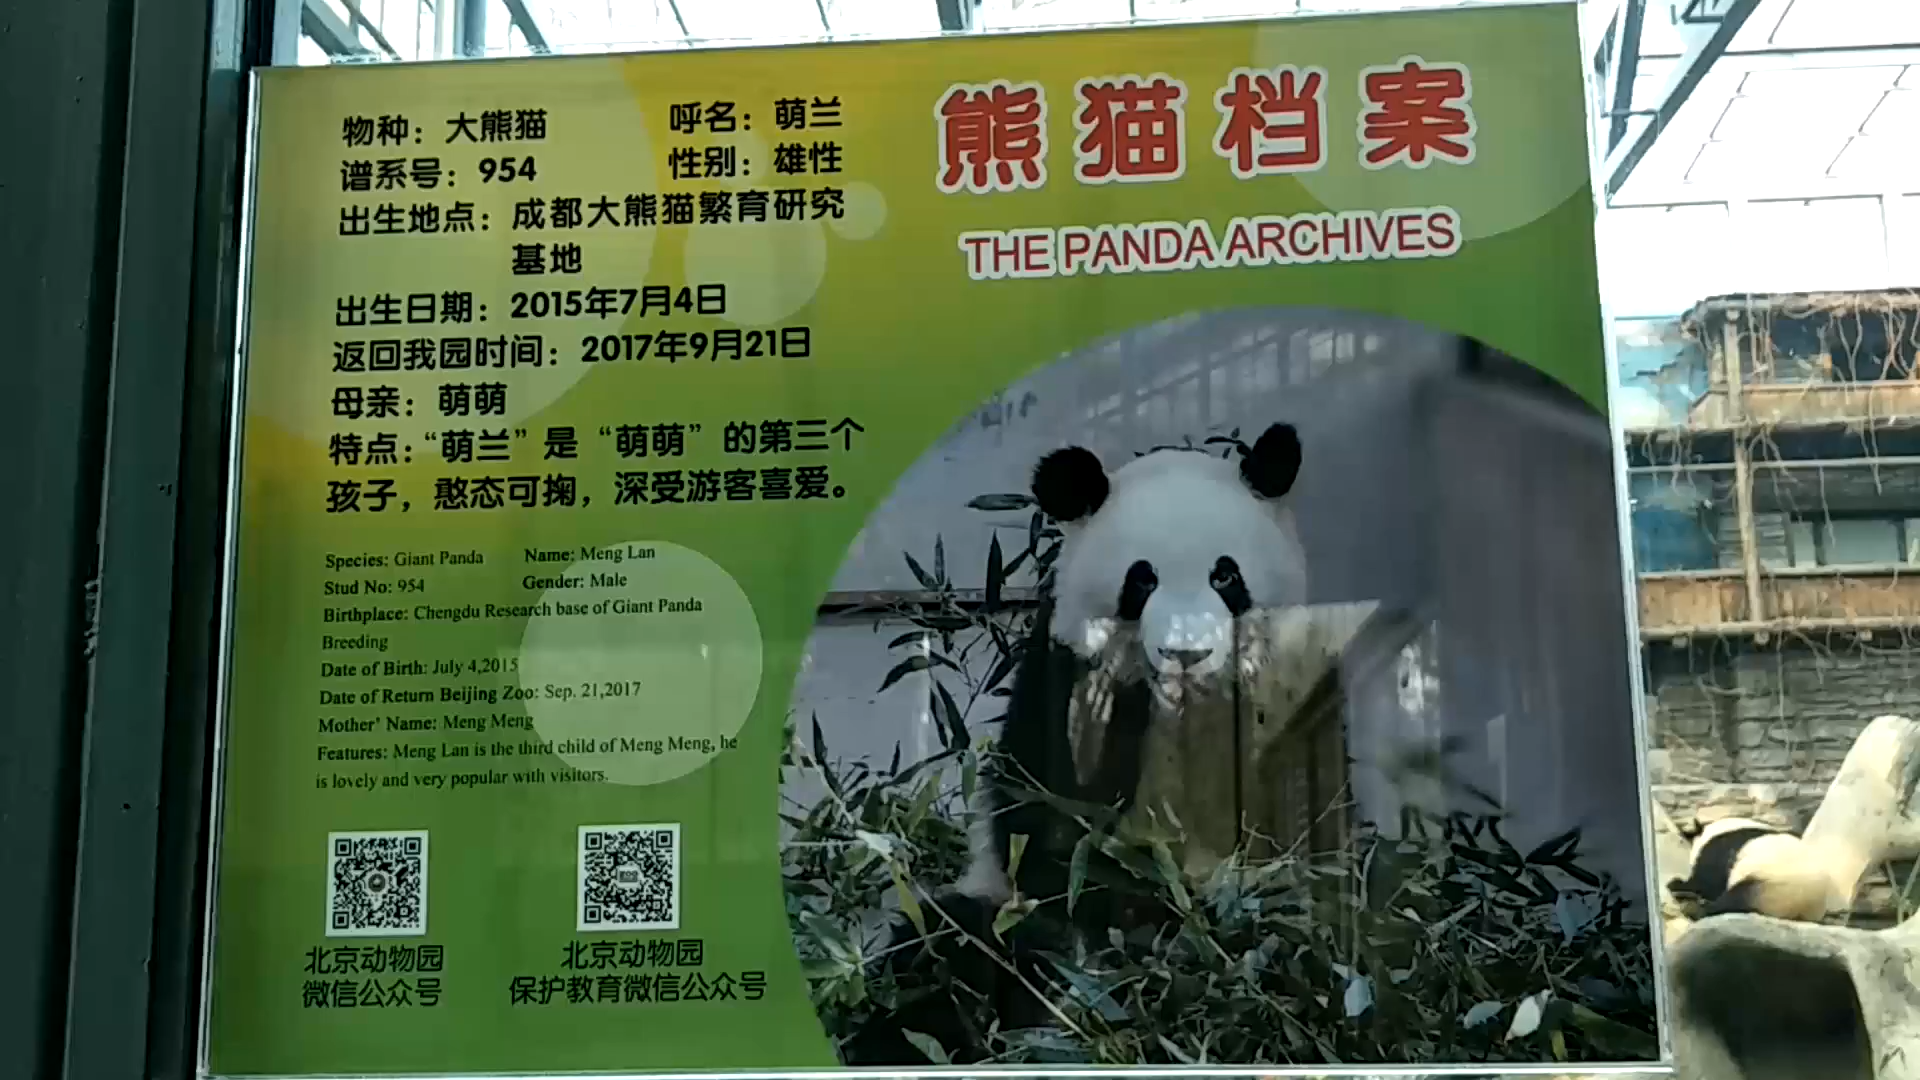 熊猫档案
THE PANDA ARCHIVES
物种：大熊猫 呼名：萌兰
谱系号：954 性别：雄性
出生地点：成都大熊猫繁育研究
基地
出生日期：2015年7月4日
返回我园时间：2017年9月21日
母亲：萌萌
特点：“萌兰”是“萌萌”的第三个
孩子，憨态可掬，深受游客喜爱。
Species: Giant Panda Name: Meng Lan
Stud No: 954 Gender: Male
Birthplace: Chengdu Research base of Giant Panda
Breeding
Date of Birth: July 4,2015
Date of Return Beijing Zoo: Sep. 21,2017
Mother' Name: Meng Meng
Features: Meng Lan is the third child of Meng Meng, he
is lovely and very popular with visitors.
北京动物园
微信公众号
北京动物园
保护教育微信公众号